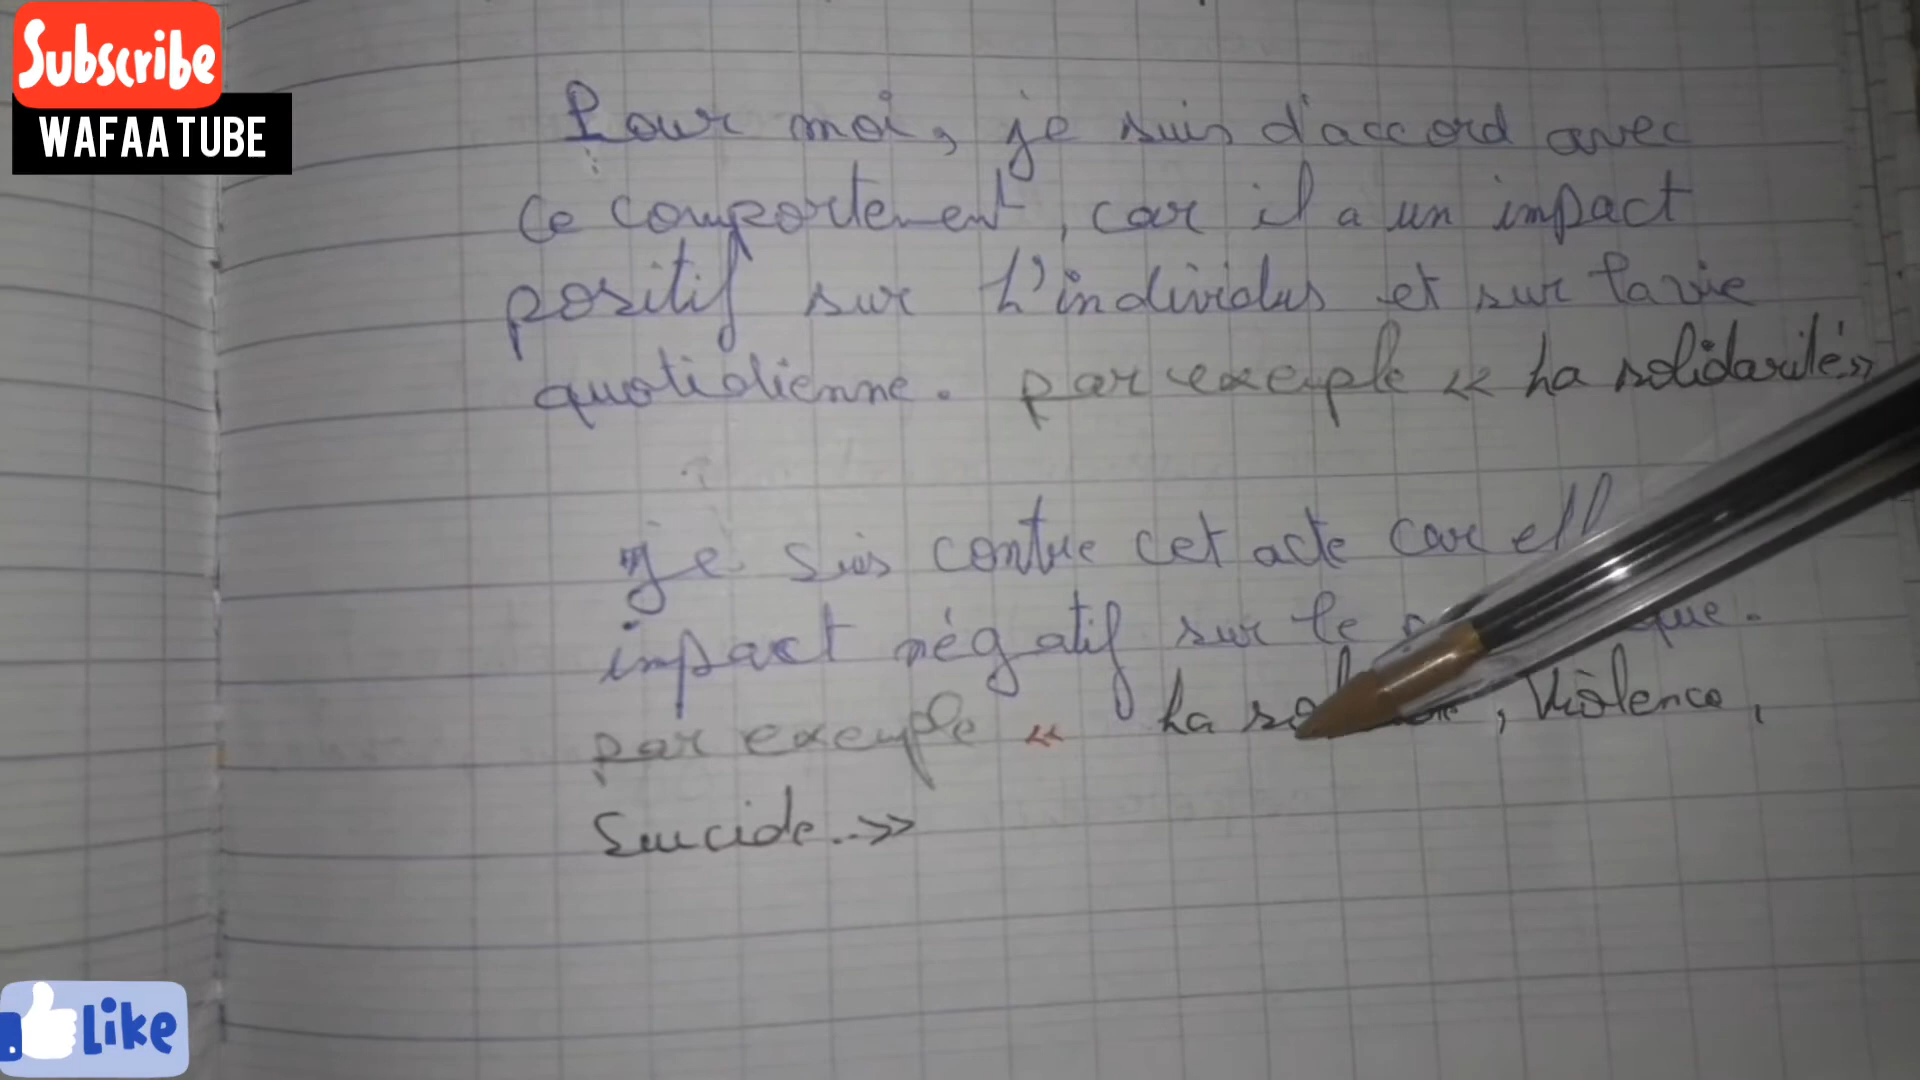 Subscribe
WAFAA TUBE
Pour moi, je suis d'accord avec
ce comportement, car il a un impact
positif sur l'individus et sur la vie
quotidienne. par exemple « La solidarité »
je suis contre cet acte car
impact négatif sur le
par exemple « La , Violence,
Suicide..»
Like